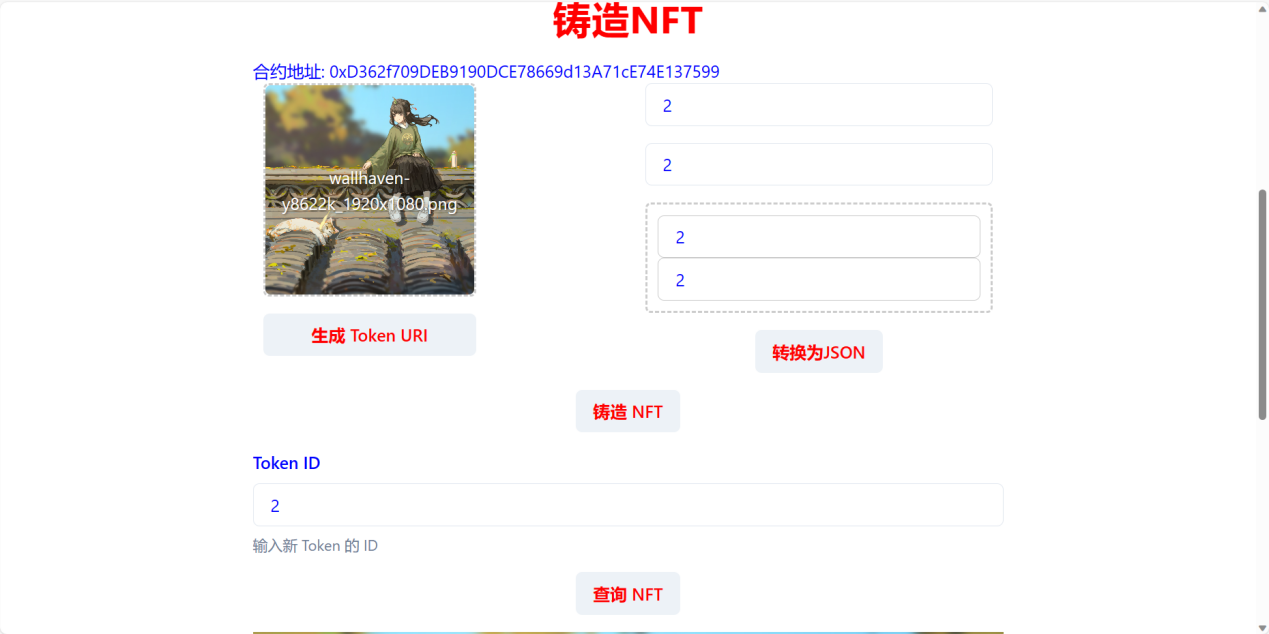 铸造NFT
合约地址: 0xD362f709DEB9190DCE78669d13A71cE74E137599
wallhaven-
y8622k_1920x1080.png
生成 Token URI
2
2
2
2
转换为JSON
铸造 NFT
Token ID
2
输入新 Token 的 ID
查询 NFT